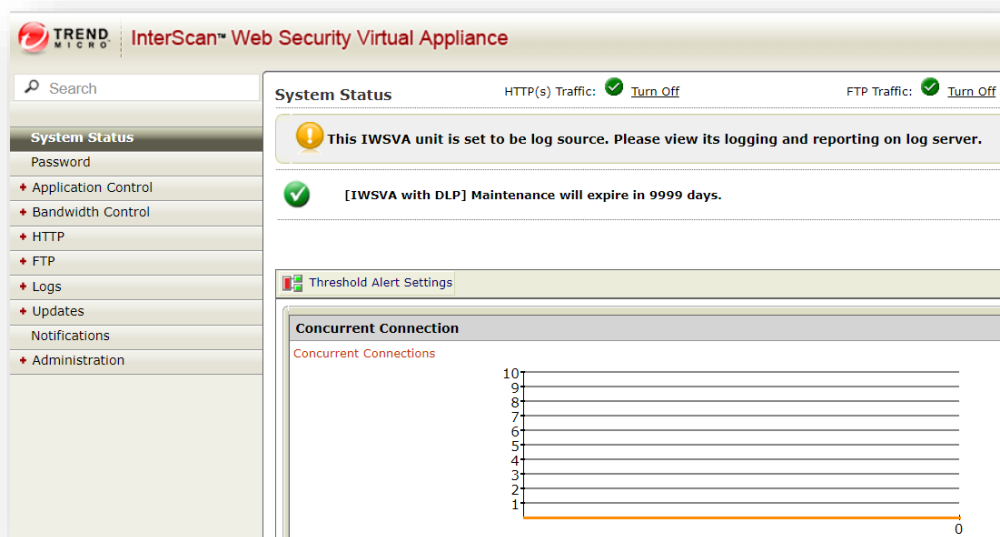 TREND MICRO InterScan™ Web Security Virtual Appliance
Search
System Status
Password
Application Control
Bandwidth Control
HTTP
FTP
Logs
Updates
Notifications
Administration
System Status HTTP(s) Traffic: Turn Off FTP Traffic: Turn Off
This IWSVA unit is set to be log source. Please view its logging and reporting on log server.
[IWSVA with DLP] Maintenance will expire in 9999 days.
Threshold Alert Settings
Concurrent Connection
Concurrent Connections
10
9
8
7
6
5
4
3
2
1
0